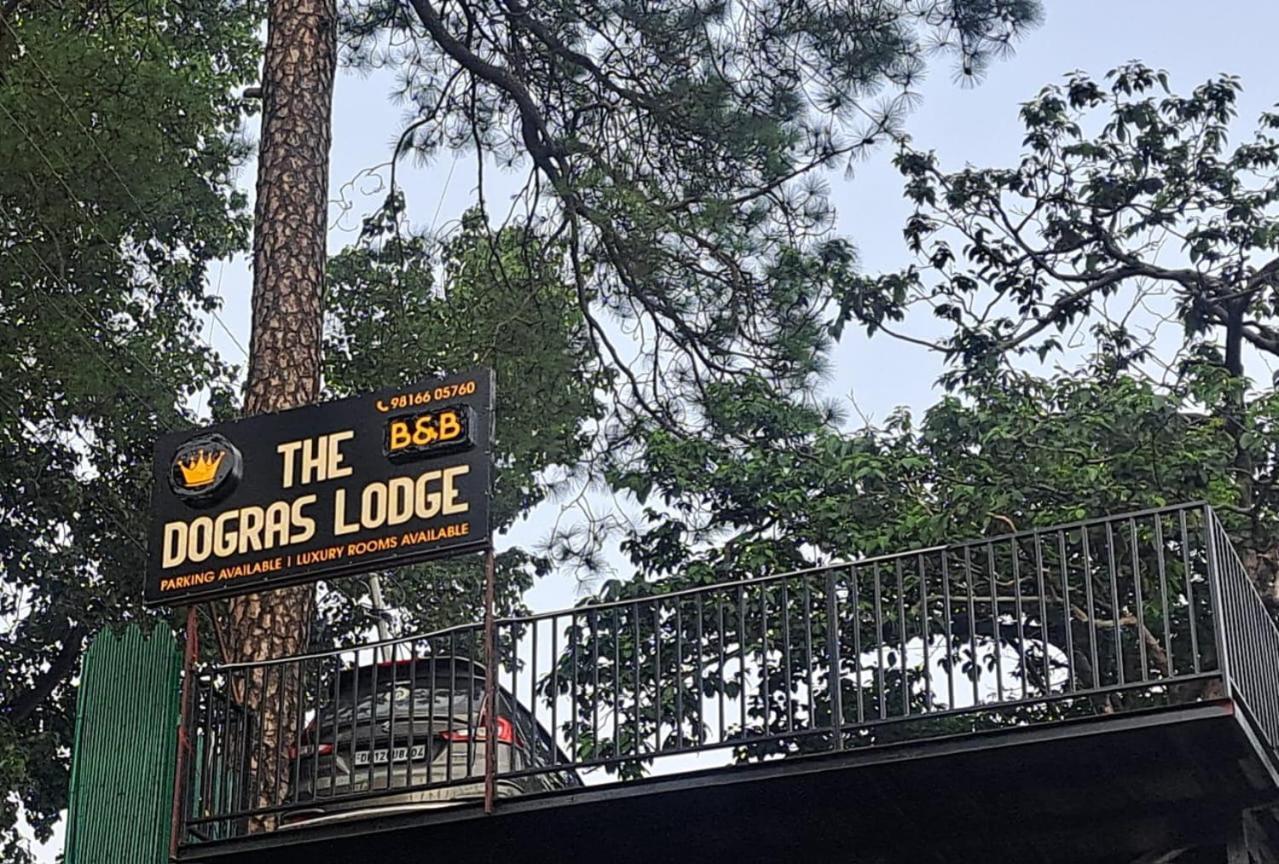 98166 05760
B&B
THE
DOGRAS LODGE
PARKING AVAILABLE | LUXURY ROOMS AVAILABLE